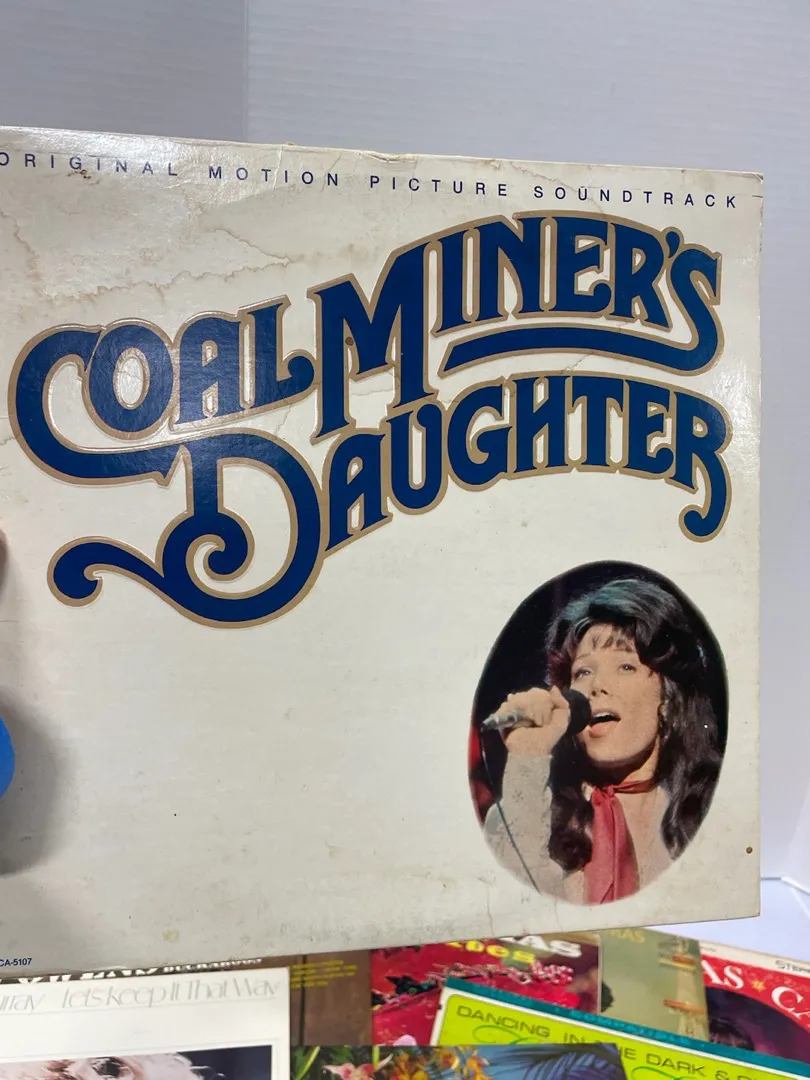 ORIGINAL MOTION PICTURE SOUNDTRACK
COAL MINER'S
DAUGHTER
CA-5107
Let's Keep It That Way
DANCING IN THE DARK &